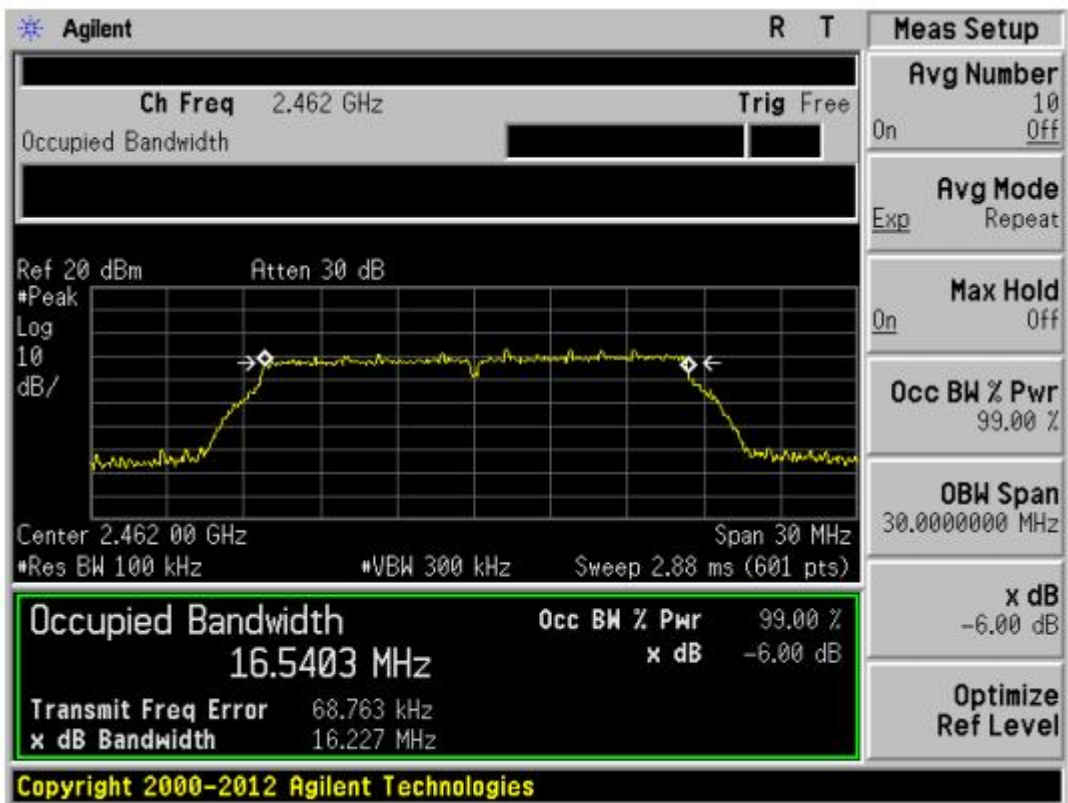 Agilent R T
Ch Freq 2.462 GHz Trig Free
Occupied Bandwidth
Ref 20 dBm Atten 30 dB
#Peak
Log
10
dB/
Center 2.462 00 GHz Span 30 MHz
#Res BW 100 kHz #VBW 300 kHz Sweep 2.88 ms (601 pts)
Occupied Bandwidth Occ BW % Pwr 99.00 %
16.5403 MHz x dB -6.00 dB
Transmit Freq Error 68.763 kHz
x dB Bandwidth 16.227 MHz
Copyright 2000-2012 Agilent Technologies
Meas Setup
Avg Number
10
On Off
Avg Mode
Exp Repeat
Max Hold
On Off
Occ BW % Pwr
99.00 %
OBW Span
30.0000000 MHz
x dB
-6.00 dB
Optimize
Ref Level